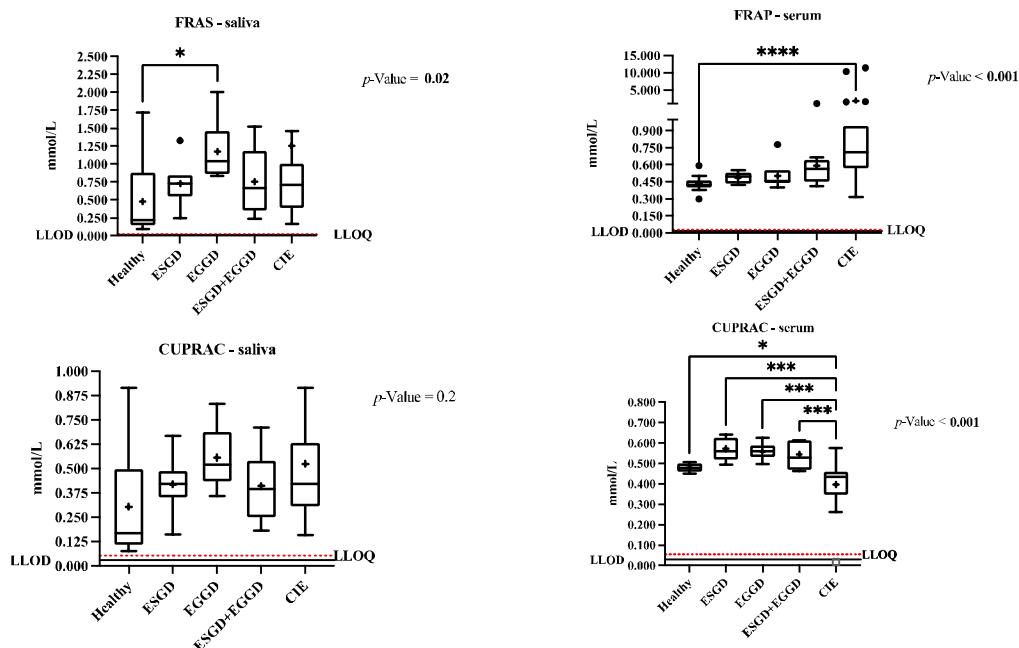 FRAS - saliva
*
p-Value = 0.02
mmol/L
2.500
2.250
2.000
1.750
1.500
1.250
1.000
0.750
0.500
0.250
0.000
LLOD
LLOQ
Healthy
ESGD
EGGD
ESGD+EGGD
CIE
FRAP - serum
****
p-Value < 0.001
mmol/L
15.000
10.000
5.000
0.900
0.750
0.600
0.450
0.300
0.150
0.000
LLOD
LLOQ
Healthy
ESGD
EGGD
ESGD+EGGD
CIE
CUPRAC - saliva
p-Value = 0.2
mmol/L
1.000
0.875
0.750
0.625
0.500
0.375
0.250
0.125
0.000
LLOD
LLOQ
Healthy
ESGD
EGGD
ESGD+EGGD
CIE
CUPRAC - serum
*
***
***
***
p-Value < 0.001
mmol/L
0.800
0.700
0.600
0.500
0.400
0.300
0.200
0.100
0.000
LLOD
LLOQ
Healthy
ESGD
EGGD
ESGD+EGGD
CIE